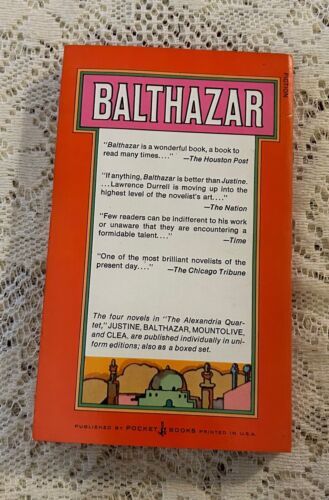 FICTION
BALTHAZAR
"Balthazar is a wonderful book, a book to
read many times...."
—The Houston Post
"If anything, Balthazar is better than Justine.
....Lawrence Durrell is moving up into the
highest level of the novelist's art...."
—The Nation
"Few readers can be indifferent to his work
or unaware that they are encountering a
formidable talent...."
—Time
"One of the most brilliant novelists of the
present day...."
—The Chicago Tribune
The four novels in "The Alexandria Quar-
tet," JUSTINE, BALTHAZAR, MOUNTOLIVE,
and CLEA, are published individually in uni-
form editions; also as a boxed set.
PUBLISHED BY POCKET BOOKS PRINTED IN U.S.A.